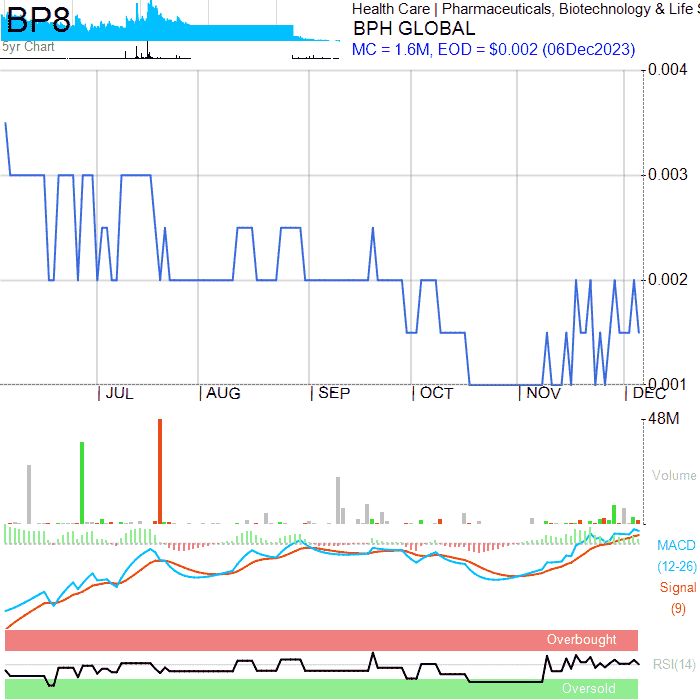 BP8
5yr Chart
Health Care | Pharmaceuticals, Biotechnology & Life S
BPH GLOBAL
MC = 1.6M, EOD = $0.002 (06Dec2023)
0.004
0.003
0.002
0.001
JUL AUG SEP OCT NOV DEC
48M
Volume
MACD
(12-26)
Signal
(9)
Overbought
RSI(14)
Oversold